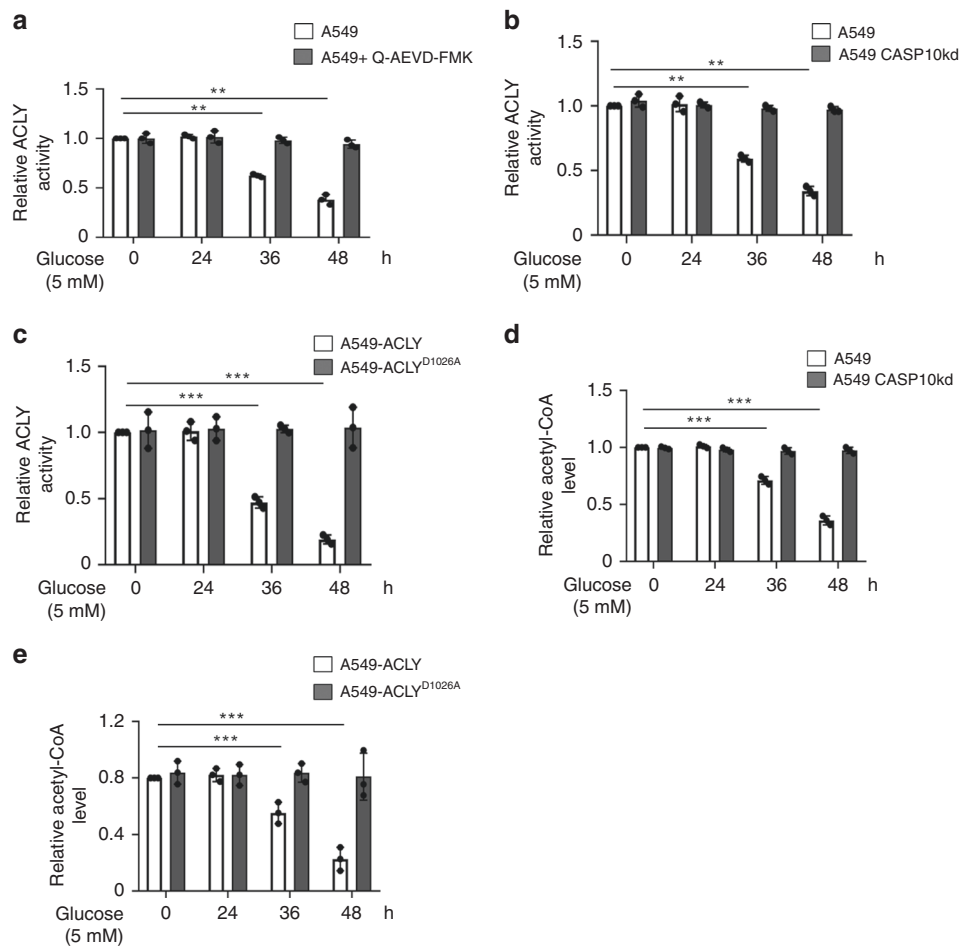 a
A549
A549+ Q-AEVD-FMK
Relative ACLY
activity
1.5
1.0
0.5
0
**
**
Glucose
(5 mM)
0 24 36 48 h
b
A549
A549 CASP10kd
Relative ACLY
activity
1.5
1.0
0.5
0
**
**
Glucose
(5 mM)
0 24 36 48 h
c
A549-ACLY
A549-ACLY^D1026A
Relative ACLY
activity
1.5
1.0
0.5
0
***
***
Glucose
(5 mM)
0 24 36 48 h
d
A549
A549 CASP10kd
Relative acetyl-CoA
level
1.5
1.0
0.5
0
***
***
Glucose
(5 mM)
0 24 36 48 h
e
A549-ACLY
A549-ACLY^D1026A
Relative acetyl-CoA
level
1.2
0.8
0.4
0
***
***
Glucose
(5 mM)
0 24 36 48 h